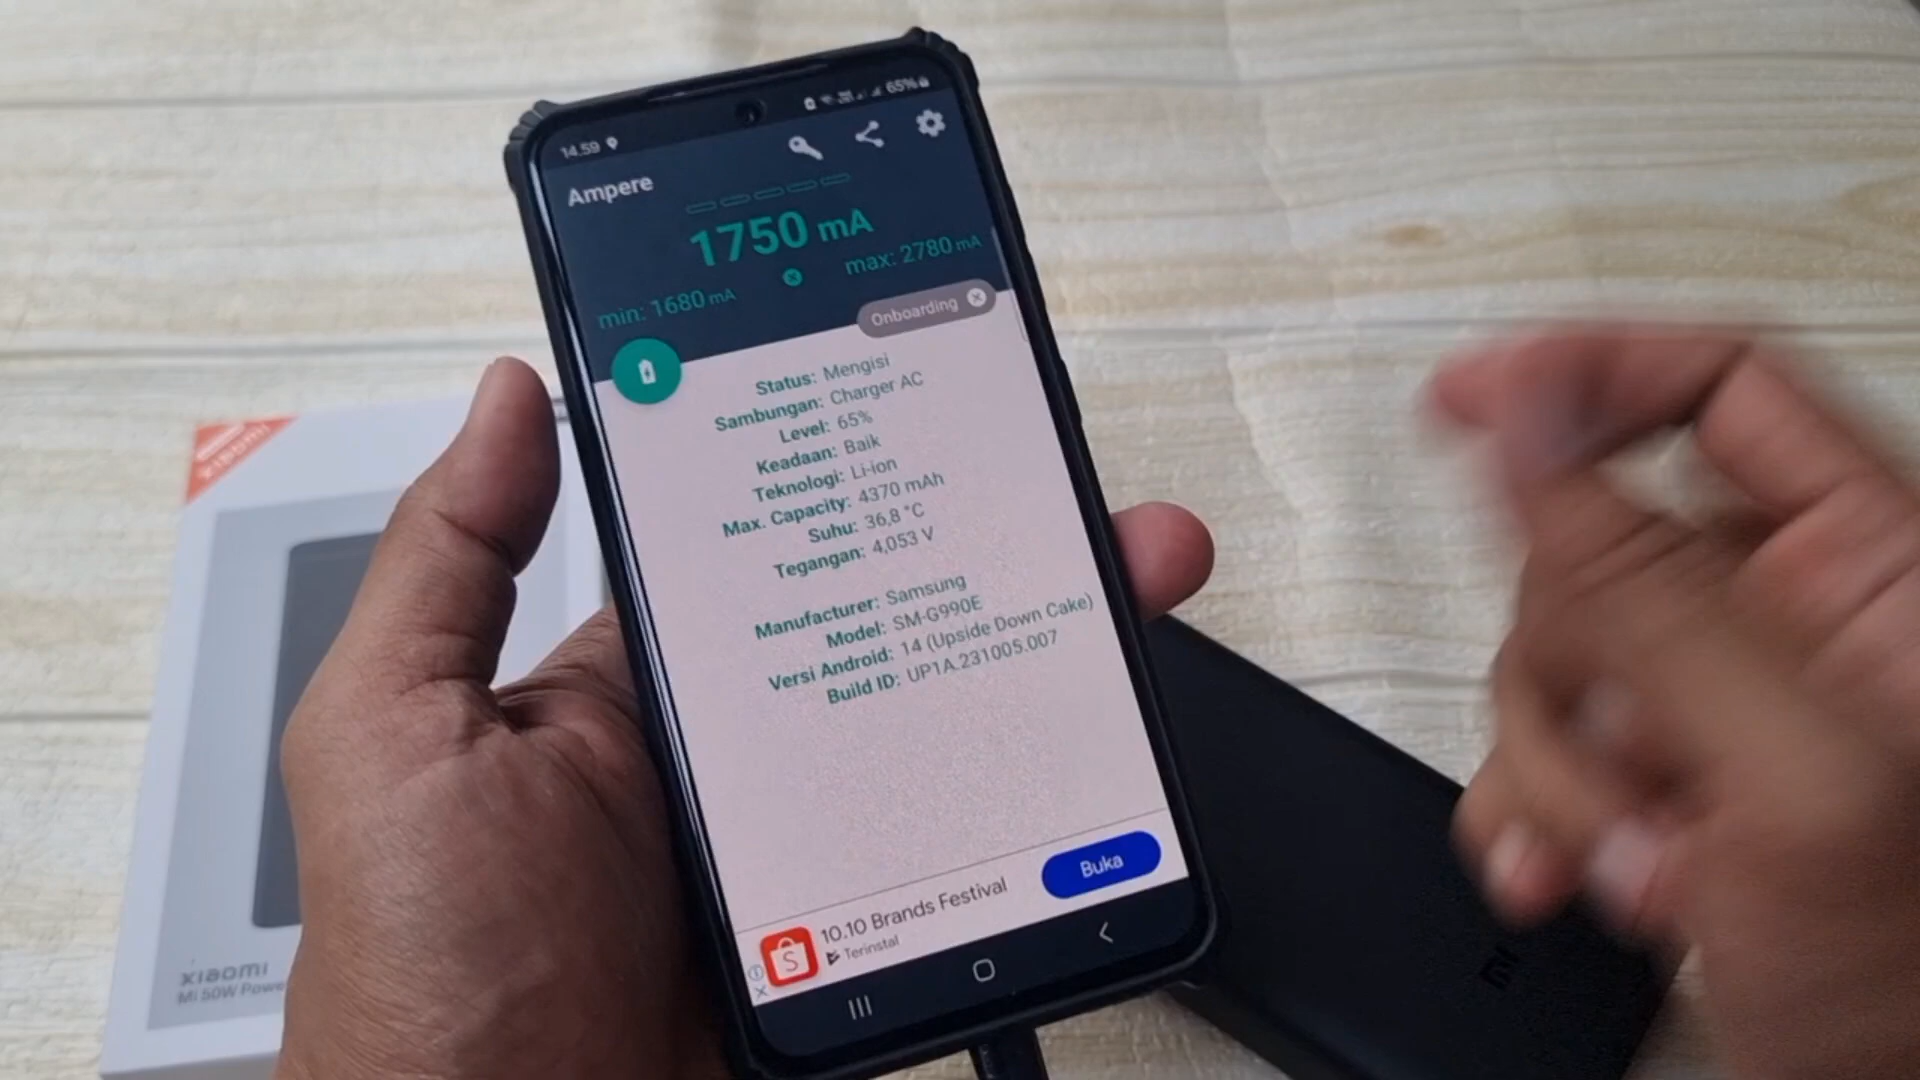 14.59
65%
Ampere
1750 mA
min: 1680 mA
max: 2780 mA
Onboarding
Status: Mengisi
Sambungan: Charger AC
Level: 65%
Keadaan: Baik
Teknologi: Li-ion
Max. Capacity: 4370 mAh
Suhu: 36,8 °C
Tegangan: 4,053 V
Manufacturer: Samsung
Model: SM-G990E
Versi Android: 14 (Upside Down Cake)
Build ID: UP1A.231005.007
10.10 Brands Festival
Terinstal
Buka
XIAOMI
xiaomi
Mi 50W Powe
mi